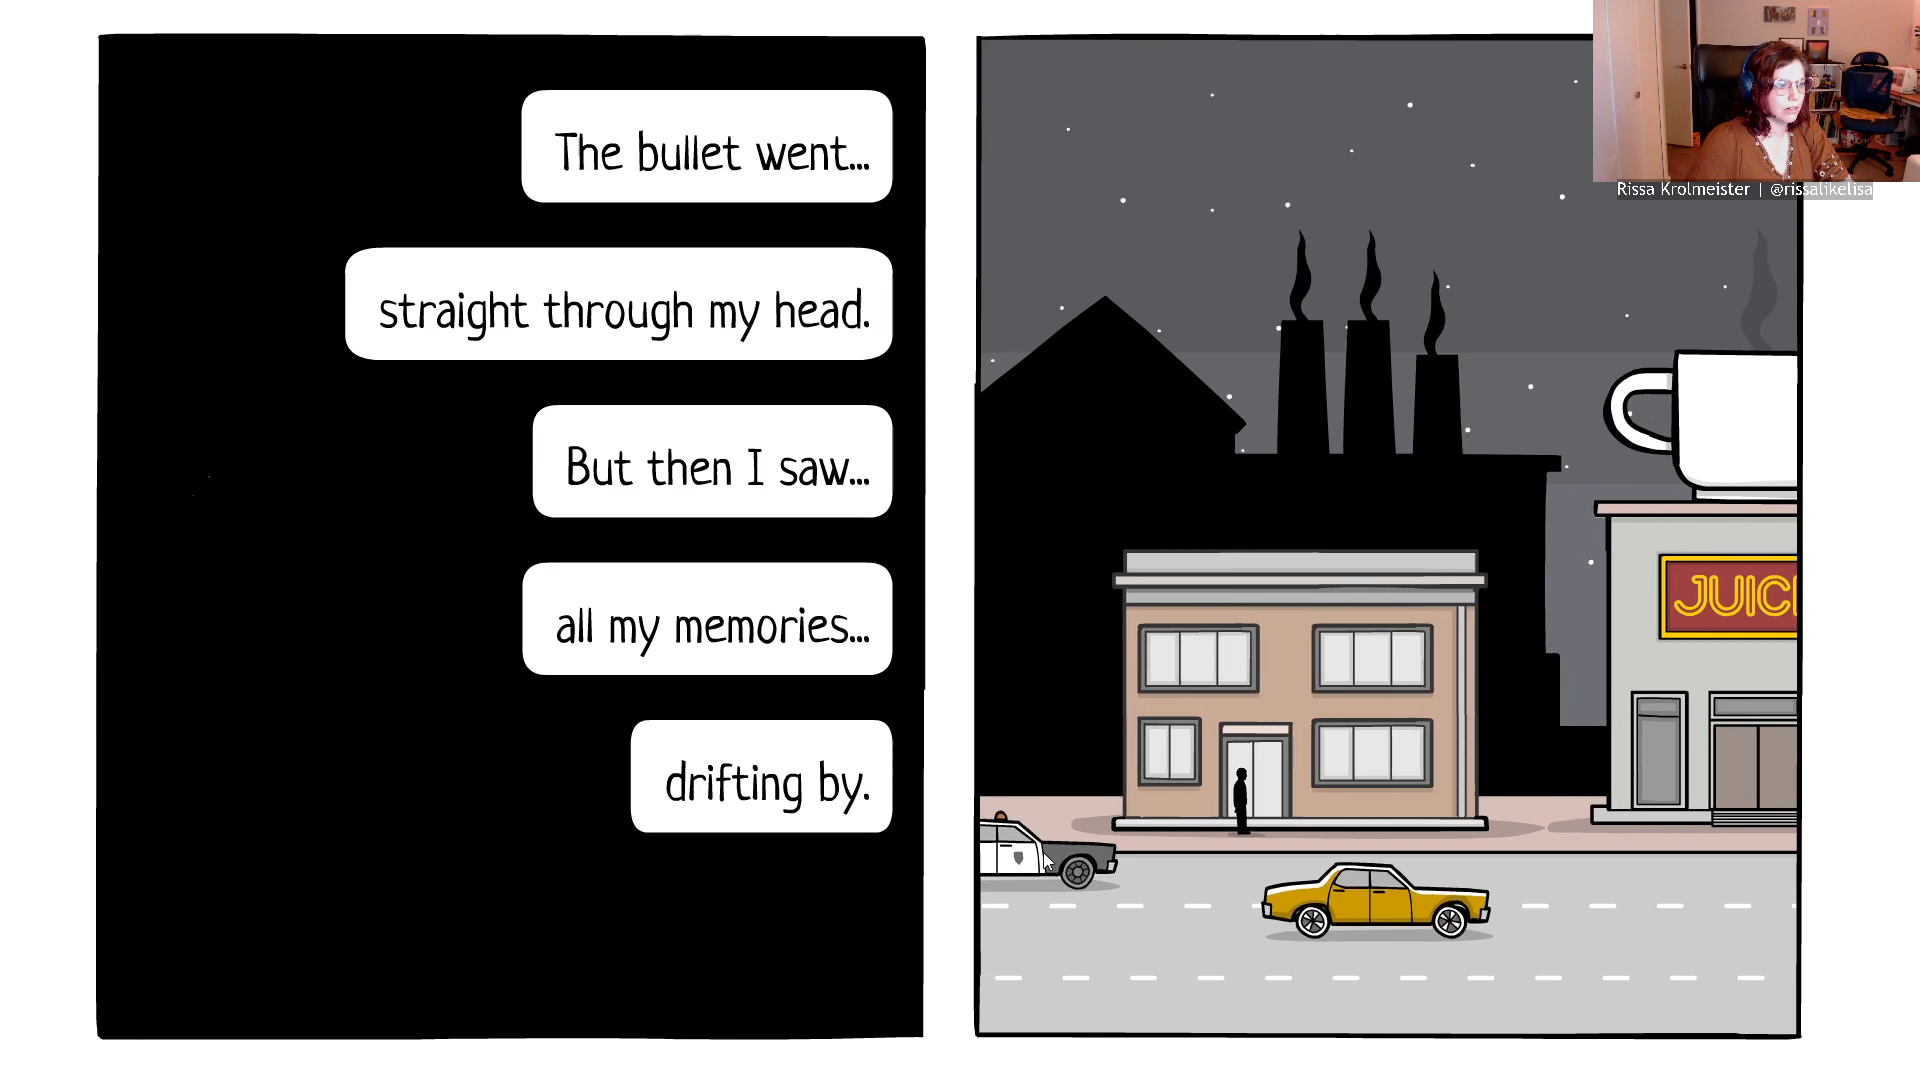 The bullet went...
straight through my head.
But then I saw...
all my memories...
drifting by.
Rissa Krolmeister | @rissalikelisa
JUIC